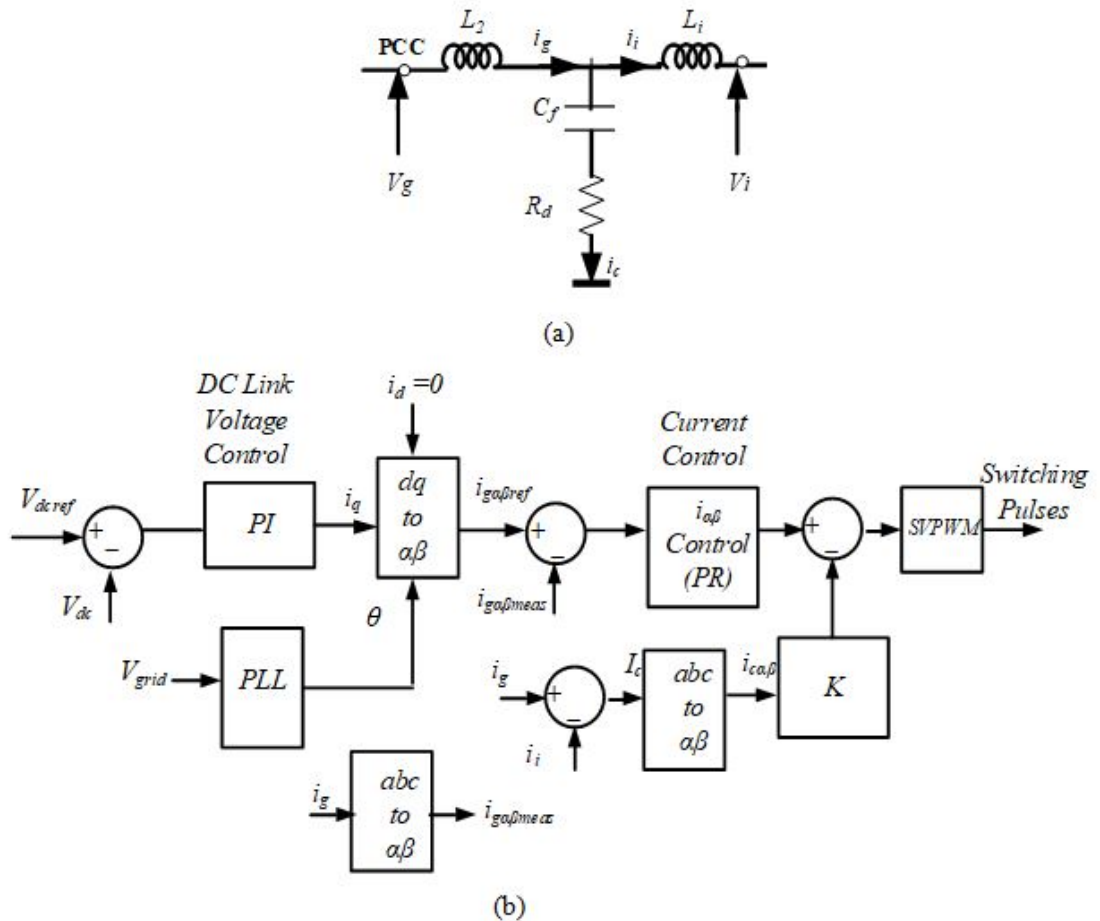 L2
PCC
ig
ii
Li
Cf
Vg
Vi
Rd
ic
(a)
DC Link
Voltage
Control
id =0
Current
Control
Switching
Pulses
Vdcref
+
−
PI
iq
dq
to
αβ
igαβref
+
−
iαβ
Control
(PR)
+
−
SVPWM
Vdc
θ
igαβmeas
Vgrid
PLL
ig
+
−
Ic
abc
to
αβ
icαβ
K
ii
ig
abc
to
αβ
igαβmeas
(b)